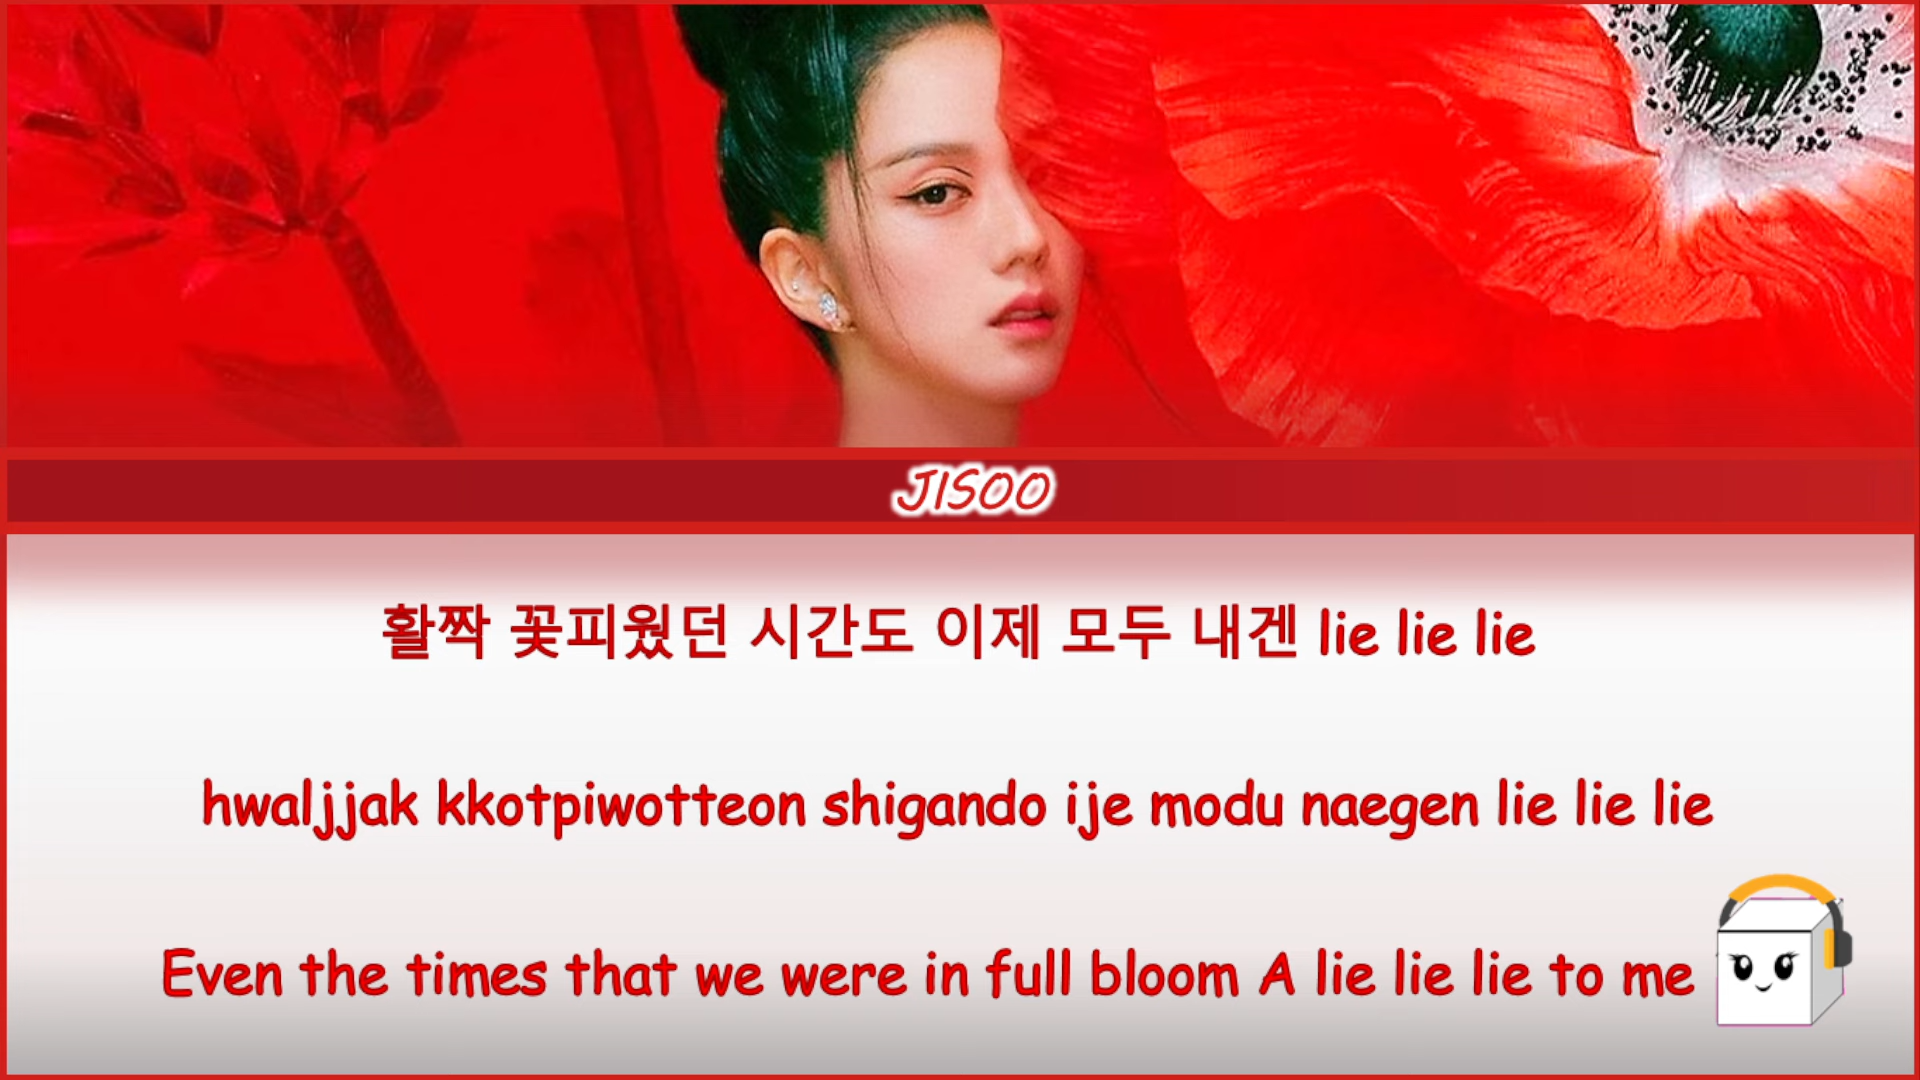 JISOO
활짝 꽃피웠던 시간도 이제 모두 내겐 lie lie lie
hwaljjak kkotpiwotteon shigando ije modu naegen lie lie lie
Even the times that we were in full bloom A lie lie lie to me